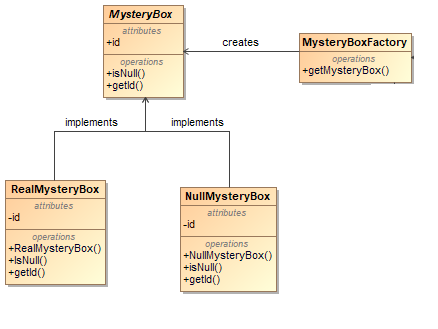 MysteryBox
attributes
+id
operations
+isNull()
+getId()
creates
MysteryBoxFactory
operations
+getMysteryBox()
implements
implements
RealMysteryBox
attributes
-id
operations
+RealMysteryBox()
+IsNull()
+getId()
NullMysteryBox
attributes
-id
operations
+NullMysteryBox()
+isNull()
+getId()